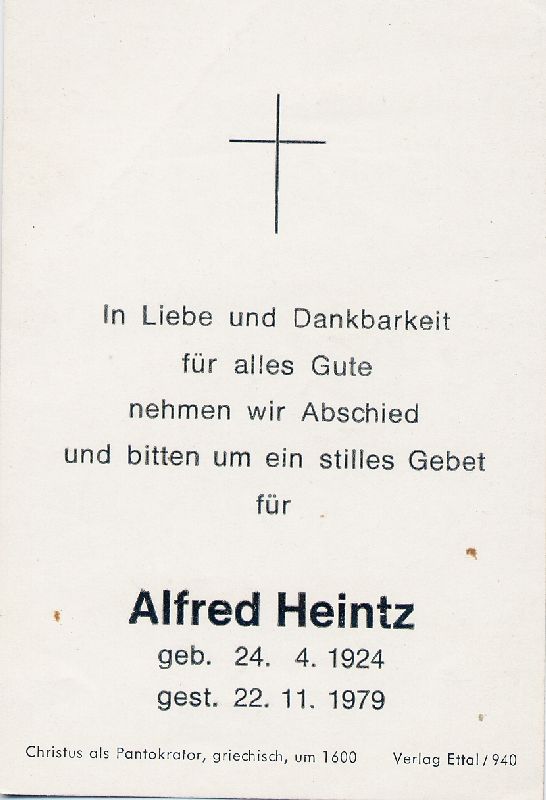 In Liebe und Dankbarkeit
für alles Gute
nehmen wir Abschied
und bitten um ein stilles Gebet
für
Alfred Heintz
geb. 24. 4. 1924
gest. 22. 11. 1979
Christus als Pantokrator, griechisch, um 1600 Verlag Ettal/940